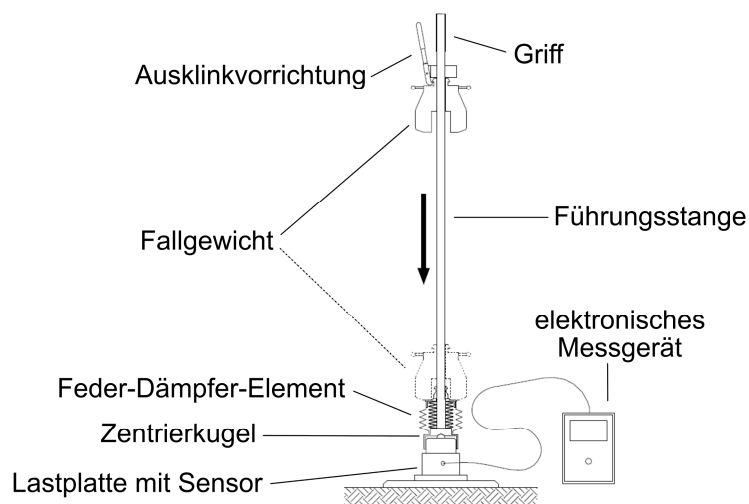 Griff
Ausklinkvorrichtung
Führungsstange
Fallgewicht
elektronisches
Messgerät
Feder-Dämpfer-Element
Zentrierkugel
Lastplatte mit Sensor